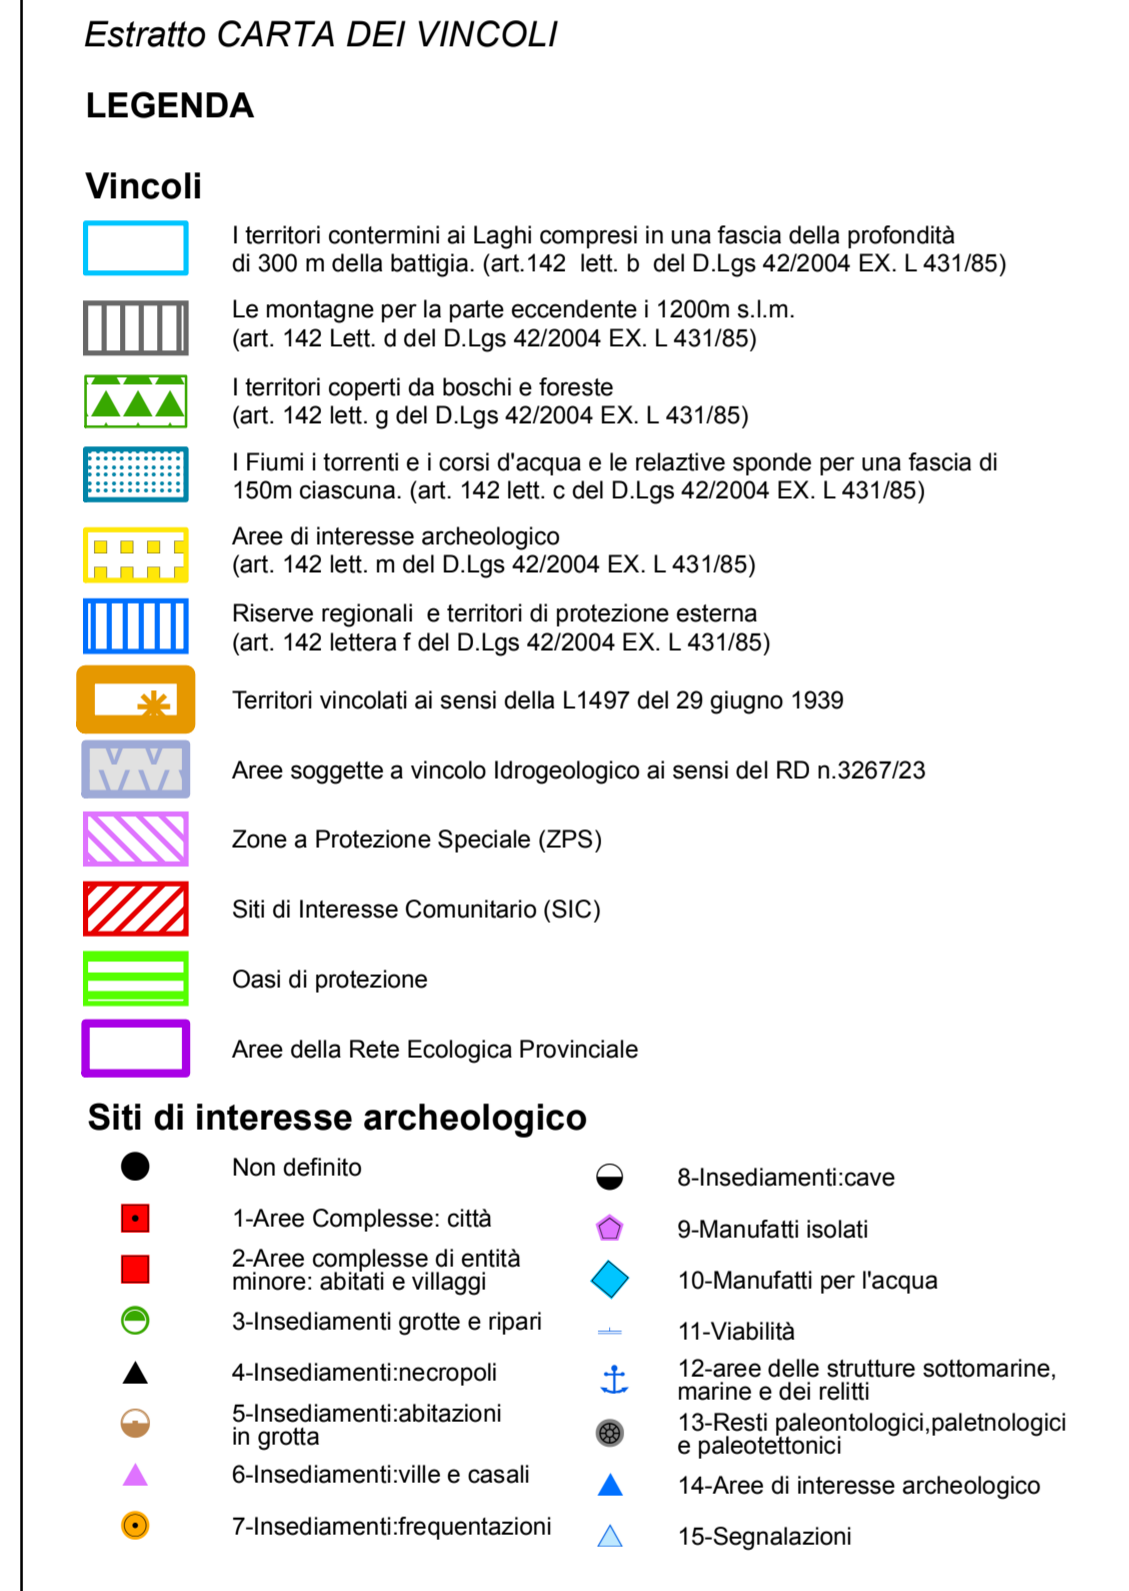 Estratto CARTA DEI VINCOLI
LEGENDA
Vincoli
I territori contermini ai Laghi compresi in una fascia della profondità
di 300 m della battigia. (art.142 lett. b del D.Lgs 42/2004 EX. L 431/85)
Le montagne per la parte eccendente i 1200m s.l.m.
(art. 142 Lett. d del D.Lgs 42/2004 EX. L 431/85)
I territori coperti da boschi e foreste
(art. 142 lett. g del D.Lgs 42/2004 EX. L 431/85)
I Fiumi i torrenti e i corsi d'acqua e le relaztive sponde per una fascia di
150m ciascuna. (art. 142 lett. c del D.Lgs 42/2004 EX. L 431/85)
Aree di interesse archeologico
(art. 142 lett. m del D.Lgs 42/2004 EX. L 431/85)
Riserve regionali e territori di protezione esterna
(art. 142 lettera f del D.Lgs 42/2004 EX. L 431/85)
Territori vincolati ai sensi della L1497 del 29 giugno 1939
Aree soggette a vincolo Idrogeologico ai sensi del RD n.3267/23
Zone a Protezione Speciale (ZPS)
Siti di Interesse Comunitario (SIC)
Oasi di protezione
Aree della Rete Ecologica Provinciale
Siti di interesse archeologico
Non definito
1-Aree Complesse: città
2-Aree complesse di entità
minore: abitati e villaggi
3-Insediamenti grotte e ripari
4-Insediamenti:necropoli
5-Insediamenti:abitazioni
in grotta
6-Insediamenti:ville e casali
7-Insediamenti:frequentazioni
8-Insediamenti:cave
9-Manufatti isolati
10-Manufatti per l'acqua
11-Viabilità
12-aree delle strutture sottomarine,
marine e dei relitti
13-Resti paleontologici,paletnologici
e paleotettonici
14-Aree di interesse archeologico
15-Segnalazioni